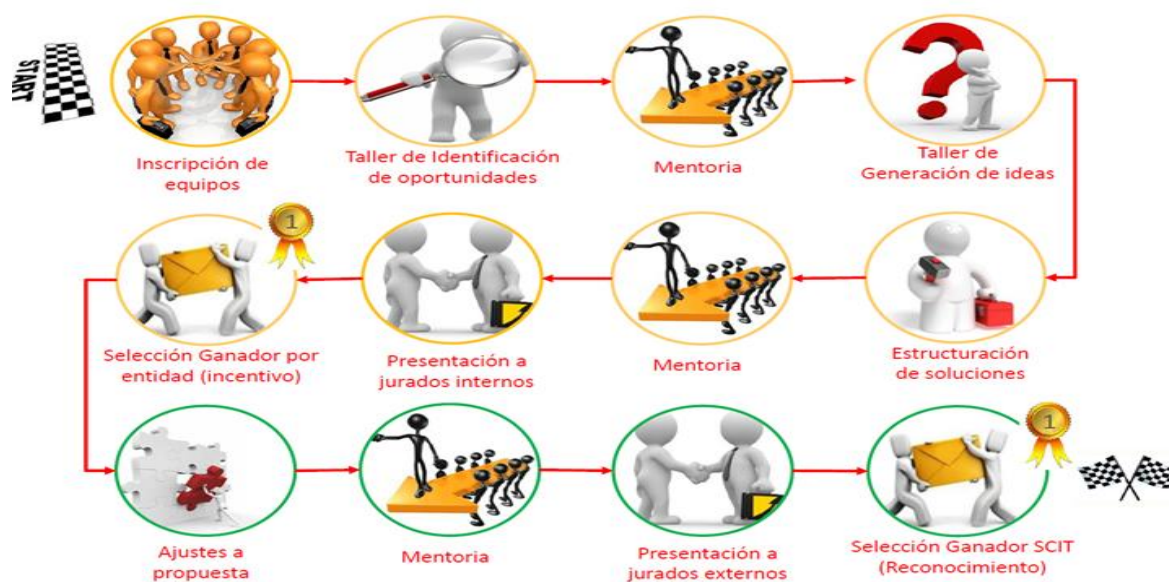 START
Inscripción de
equipos
Taller de Identificación
de oportunidades
Mentoria
Taller de
Generación de ideas
1
Selección Ganador por
entidad (incentivo)
Presentación a
jurados internos
Mentoria
Estructuración
de soluciones
Ajustes a
propuesta
Mentoria
Presentación a
jurados externos
1
Selección Ganador SCIT
(Reconocimiento)